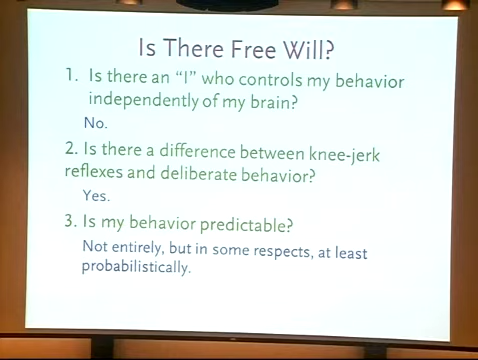 Is There Free Will?
1. Is there an “I” who controls my behavior
independently of my brain?
No.
2. Is there a difference between knee-jerk
reflexes and deliberate behavior?
Yes.
3. Is my behavior predictable?
Not entirely, but in some respects, at least
probabilistically.